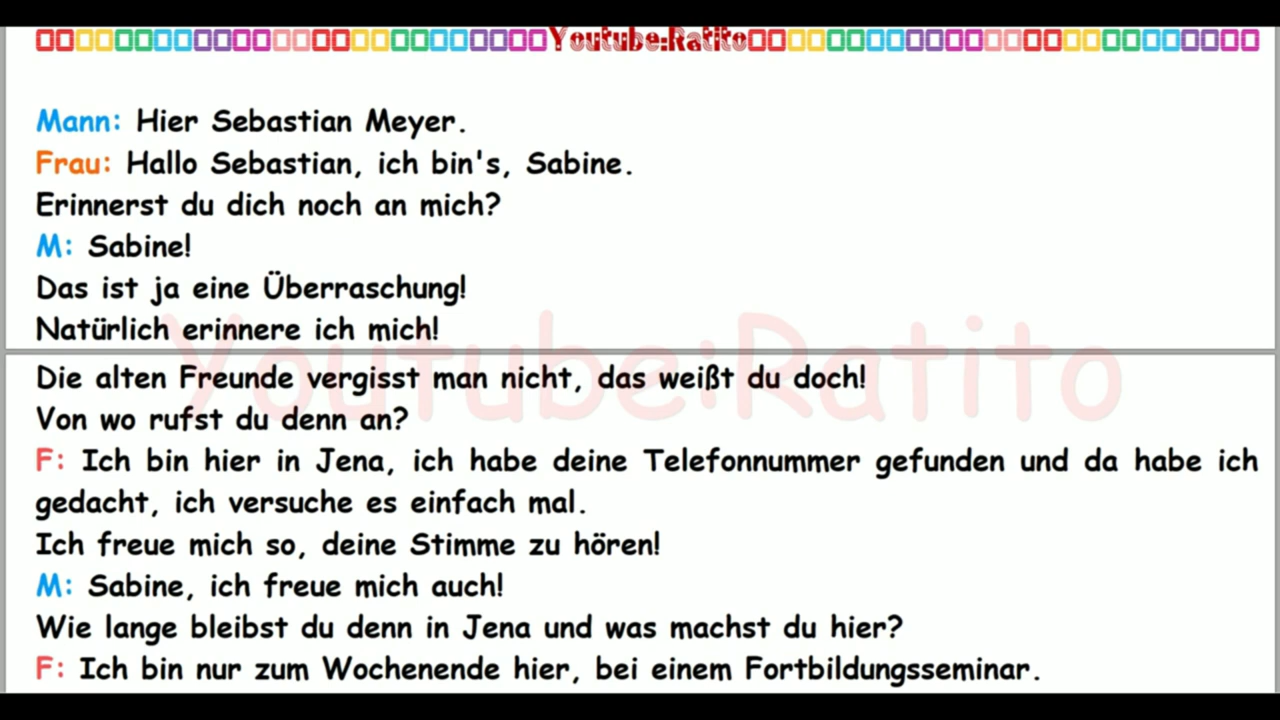 Youtube:Ratito
Mann: Hier Sebastian Meyer.
Frau: Hallo Sebastian, ich bin's, Sabine.
Erinnerst du dich noch an mich?
M: Sabine!
Das ist ja eine Überraschung!
Natürlich erinnere ich mich!
Youtube:Ratito
Die alten Freunde vergisst man nicht, das weißt du doch!
Von wo rufst du denn an?
F: Ich bin hier in Jena, ich habe deine Telefonnummer gefunden und da habe ich
gedacht, ich versuche es einfach mal.
Ich freue mich so, deine Stimme zu hören!
M: Sabine, ich freue mich auch!
Wie lange bleibst du denn in Jena und was machst du hier?
F: Ich bin nur zum Wochenende hier, bei einem Fortbildungsseminar.